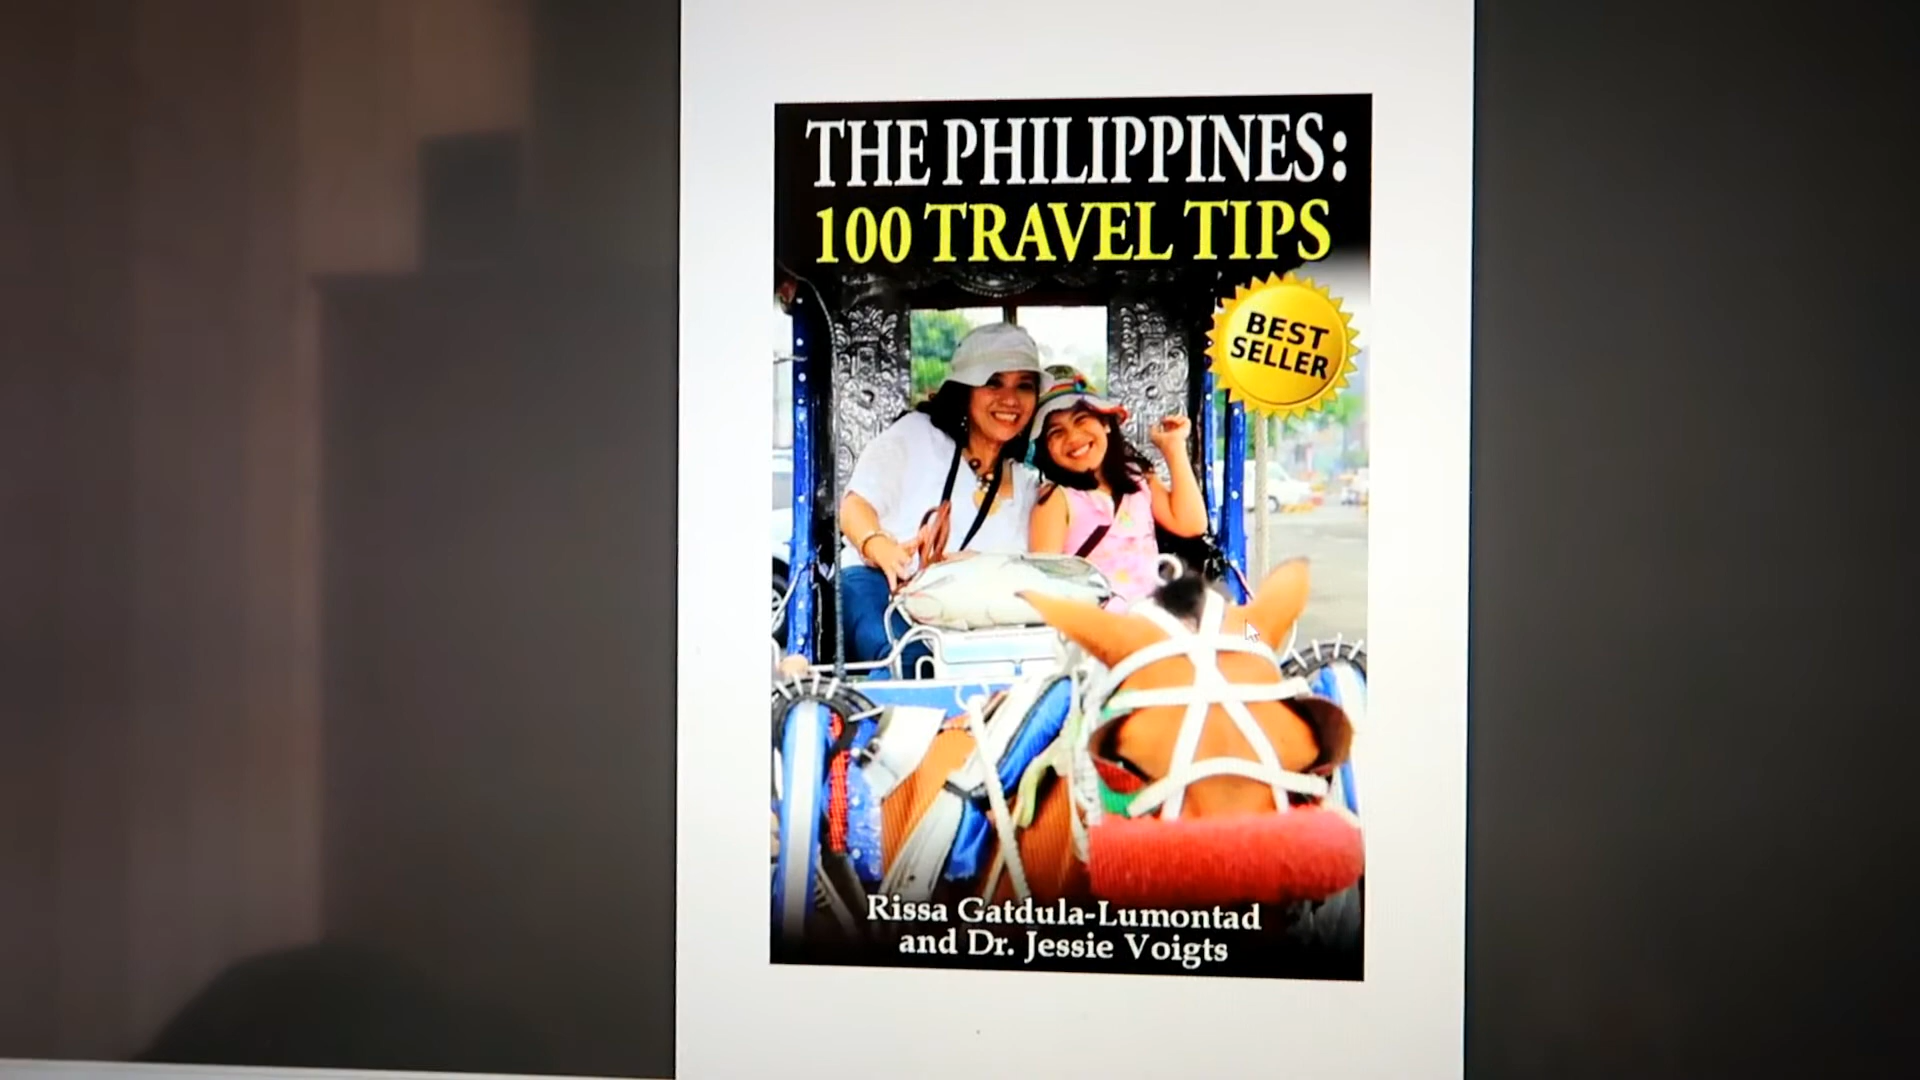 THE PHILIPPINES:
100 TRAVEL TIPS
BEST
SELLER
Rissa Gatdula-Lumontad
and Dr. Jessie Voigts